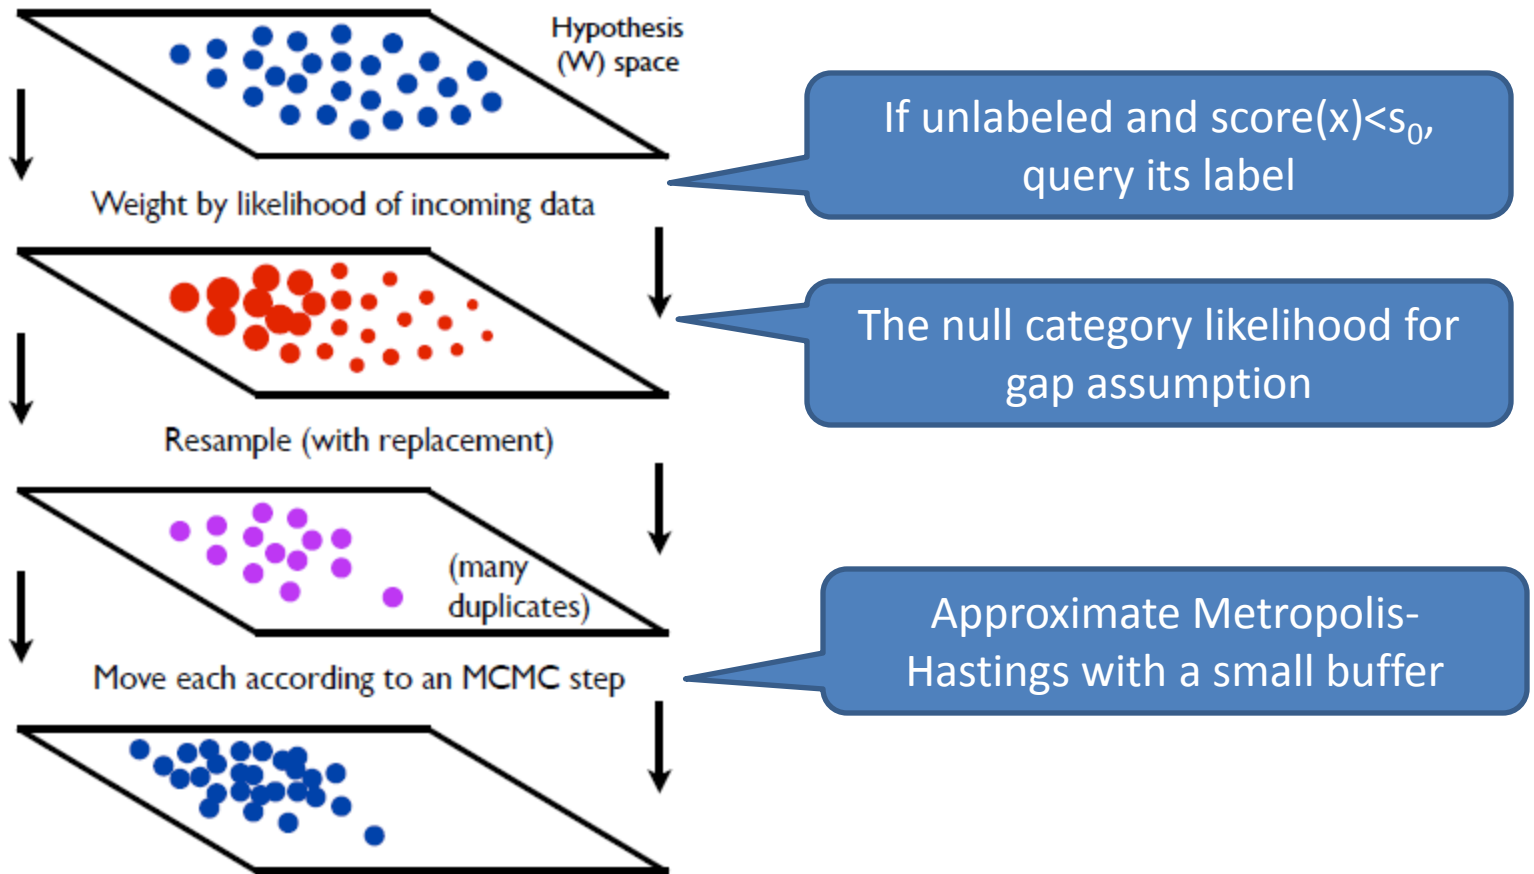 Hypothesis
(W) space
If unlabeled and score(x)<s₀,
query its label
Weight by likelihood of incoming data
The null category likelihood for
gap assumption
Resample (with replacement)
(many
duplicates)
Approximate Metropolis-
Hastings with a small buffer
Move each according to an MCMC step